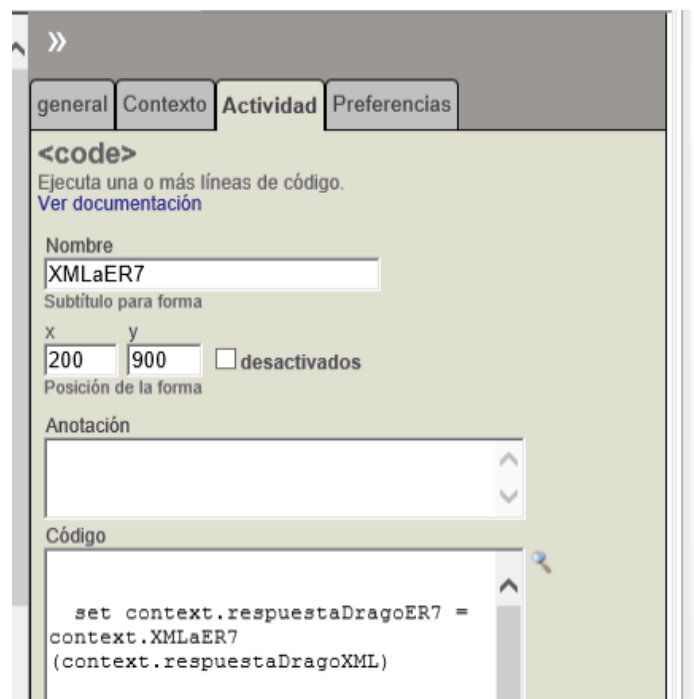 »
general Contexto Actividad Preferencias
<code>
Ejecuta una o más líneas de código.
Ver documentación
Nombre
XMLaER7
Subtítulo para forma
x y
200 900 desactivados
Posición de la forma
Anotación
Código
set context.respuestaDragoER7 =
context.XMLaER7
(context.respuestaDragoXML)